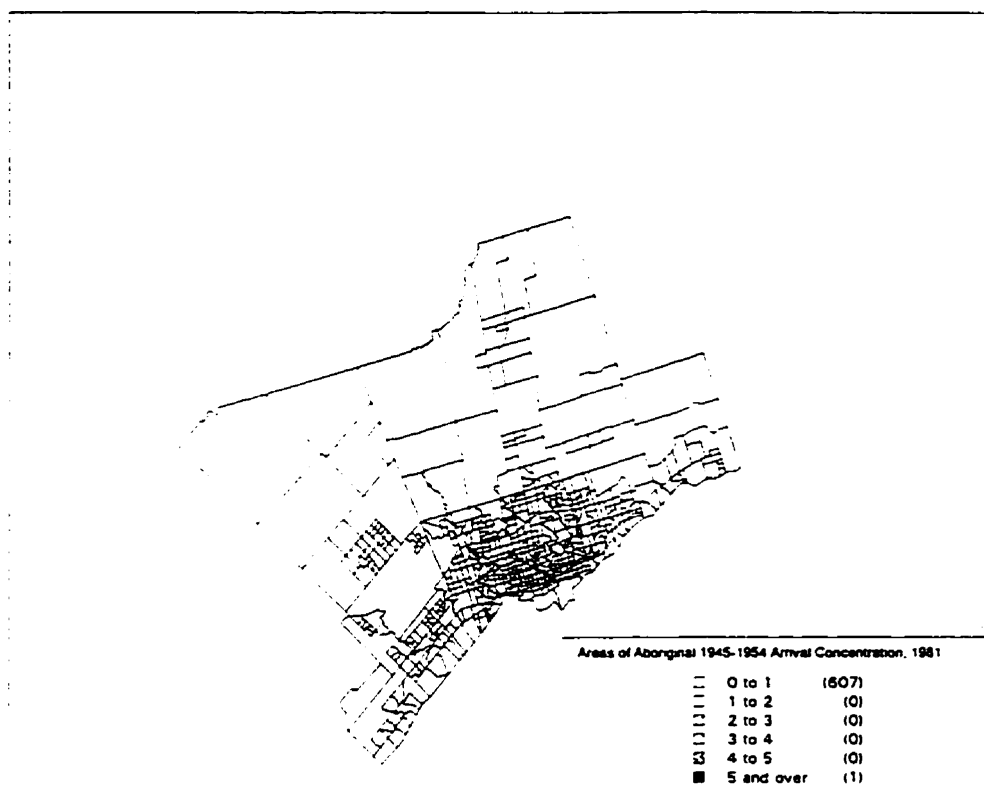 Areas of Aboriginal 1945-1954 Arrival Concentration, 1981
0 to 1 (607)
1 to 2 (0)
2 to 3 (0)
3 to 4 (0)
4 to 5 (0)
5 and over (1)